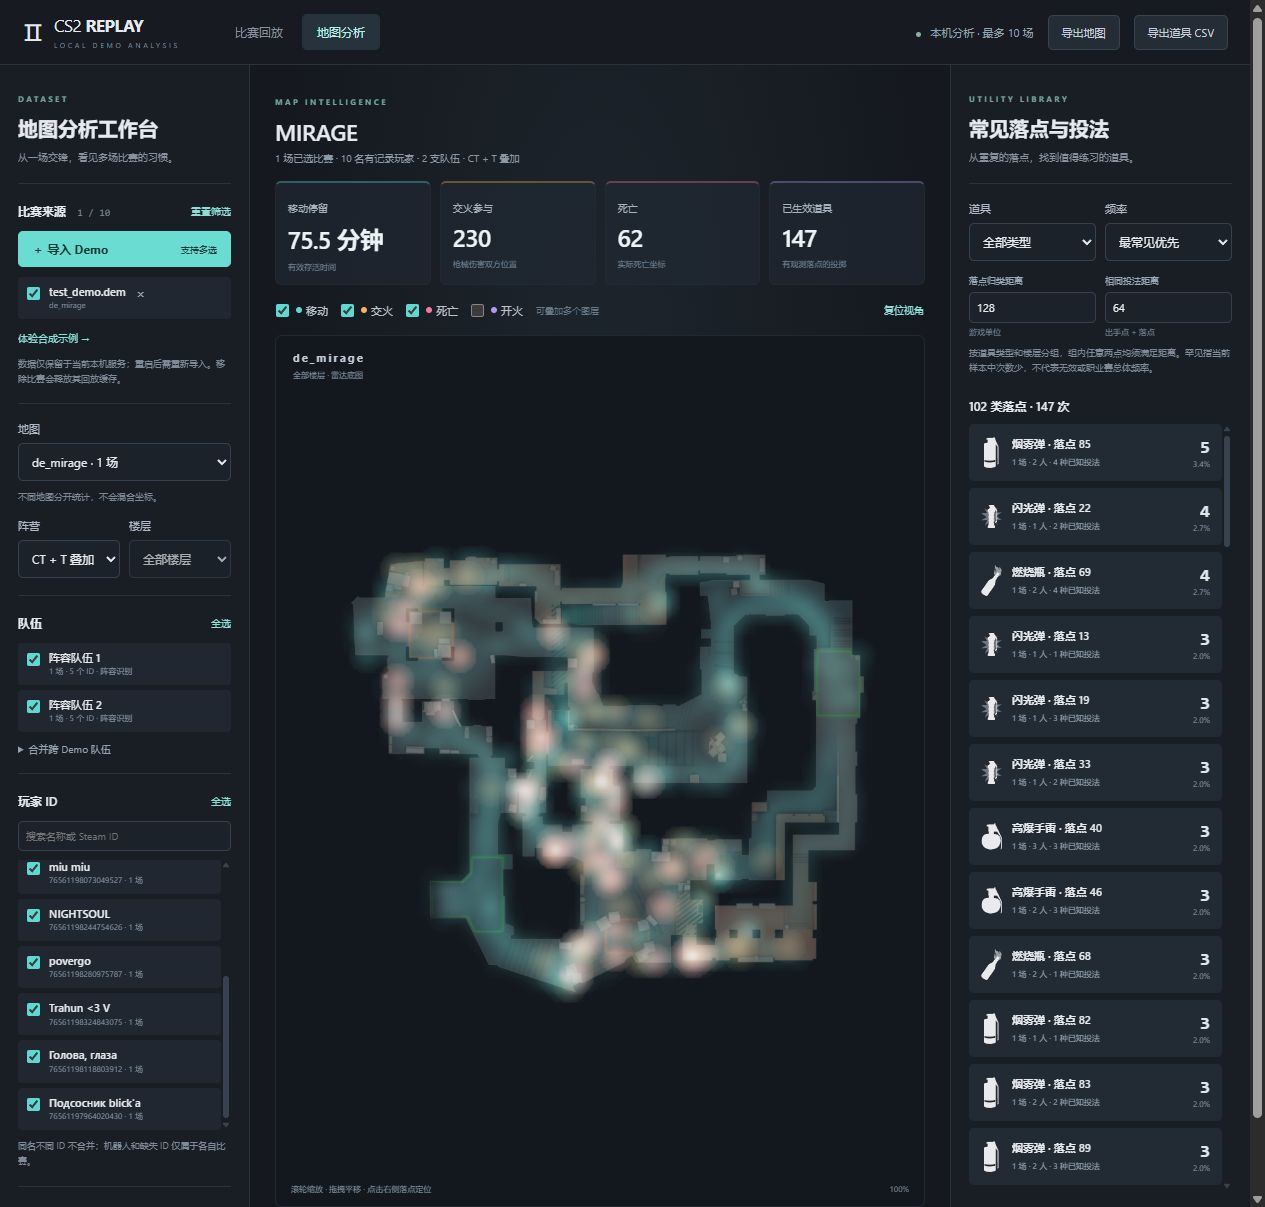 CS2 REPLAY
LOCAL DEMO ANALYSIS
比赛回放
地图分析
本机分析 · 最多 10 场
导出地图
导出道具 CSV
DATASET
地图分析工作台
从一场交锋，看见多场比赛的习惯。
比赛来源 1 / 10
重置筛选
+ 导入 Demo
支持多选
test_demo.dem ×
de_mirage
体验合成示例 →
数据仅保留于当前本机服务；重启后需重新导入。移
除比赛会释放其回放缓存。
地图
de_mirage · 1 场
不同地图分开统计，不会混合坐标。
阵营
楼层
CT + T 叠加
全部楼层
队伍
全选
阵容队伍 1
1 场 · 5 个 ID · 阵容识别
阵容队伍 2
1 场 · 5 个 ID · 阵容识别
▶ 合并跨 Demo 队伍
玩家 ID
全选
搜索名称或 Steam ID
miu miu
76561198073049527 · 1 场
NIGHTSOUL
76561198244754626 · 1 场
povergo
76561198280975787 · 1 场
Trahun <3 V
76561198324843075 · 1 场
Голова, глаза
76561198118803912 · 1 场
Подсосник blick'a
76561197964020430 · 1 场
同名不同 ID 不合并；机器人和缺失 ID 仅属于各自比
赛。
MAP INTELLIGENCE
MIRAGE
1 场已选比赛 · 10 名有记录玩家 · 2 支队伍 · CT + T 叠加
移动停留
75.5 分钟
有效存活时间
交火参与
230
枪械伤害双方位置
死亡
62
实际死亡坐标
已生效道具
147
有观测落点的投掷
移动
交火
死亡
开火
可叠加多个图层
复位视角
de_mirage
全部楼层 · 雷达底图
滚轮缩放 · 拖拽平移 · 点击右侧落点定位
100%
UTILITY LIBRARY
常见落点与投法
从重复的落点，找到值得练习的道具。
道具
频率
全部类型
最常见优先
落点归类距离
相同投法距离
128
64
游戏单位
出手点 + 落点
按道具类型和楼层分组，组内任意两点均须满足距离。罕见指当前
样本中次数少，不代表无效或职业赛总体频率。
102 类落点 · 147 次
烟雾弹 · 落点 85
5
1 场 · 2 人 · 4 种已知投法
3.4%
闪光弹 · 落点 22
4
1 场 · 1 人 · 2 种已知投法
2.7%
燃烧瓶 · 落点 69
4
1 场 · 2 人 · 4 种已知投法
2.7%
闪光弹 · 落点 13
3
1 场 · 1 人 · 1 种已知投法
2.0%
闪光弹 · 落点 19
3
1 场 · 1 人 · 3 种已知投法
2.0%
闪光弹 · 落点 33
3
1 场 · 1 人 · 2 种已知投法
2.0%
高爆手雷 · 落点 40
3
1 场 · 3 人 · 3 种已知投法
2.0%
高爆手雷 · 落点 46
3
1 场 · 2 人 · 3 种已知投法
2.0%
燃烧瓶 · 落点 68
3
1 场 · 2 人 · 1 种已知投法
2.0%
烟雾弹 · 落点 82
3
1 场 · 1 人 · 1 种已知投法
2.0%
烟雾弹 · 落点 83
3
1 场 · 2 人 · 2 种已知投法
2.0%
烟雾弹 · 落点 89
3
1 场 · 2 人 · 3 种已知投法
2.0%